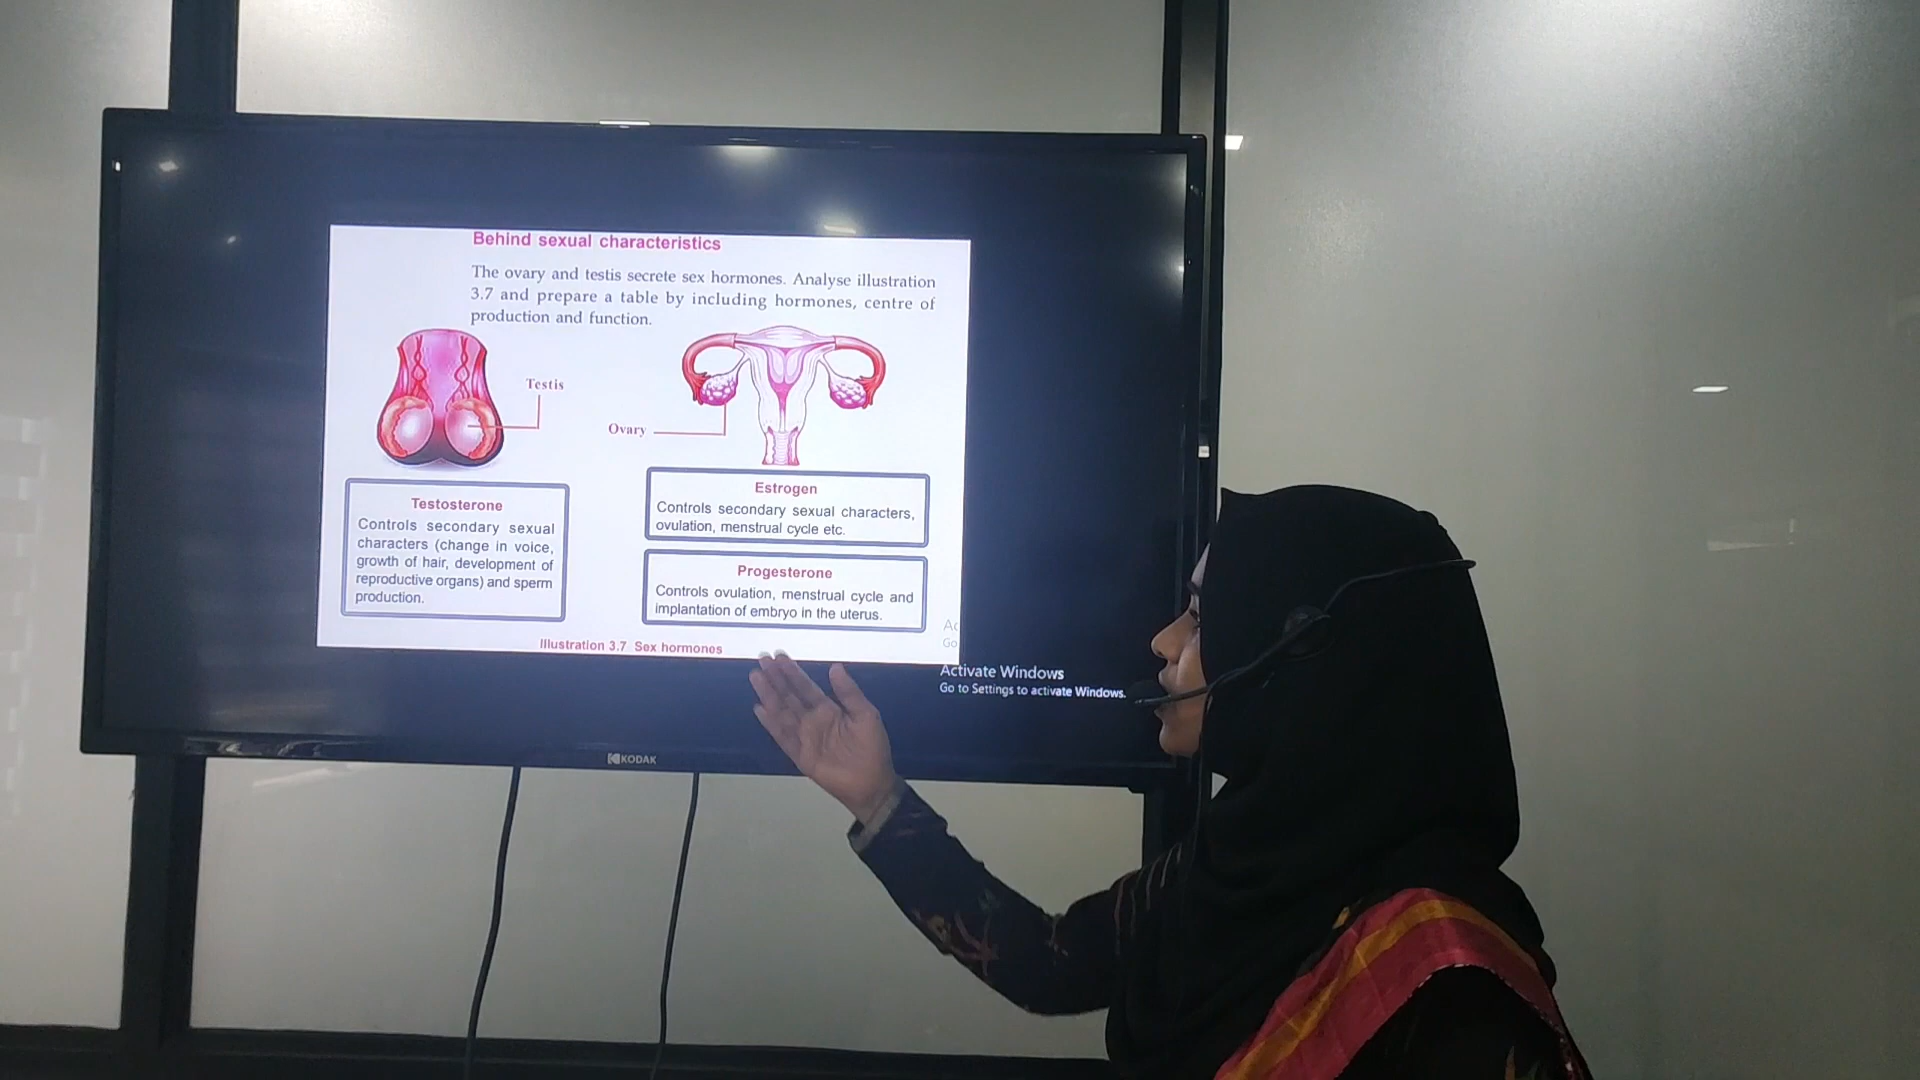 Behind sexual characteristics
The ovary and testis secrete sex hormones. Analyse illustration
3.7 and prepare a table by including hormones, centre of
production and function.
Testis
Ovary
Testosterone
Controls secondary sexual
characters (change in voice,
growth of hair, development of
reproductive organs) and sperm
production.
Estrogen
Controls secondary sexual characters,
ovulation, menstrual cycle etc.
Progesterone
Controls ovulation, menstrual cycle and
implantation of embryo in the uterus.
Illustration 3.7 Sex hormones
Ac
Go
Activate Windows
Go to Settings to activate Windows.
KODAK